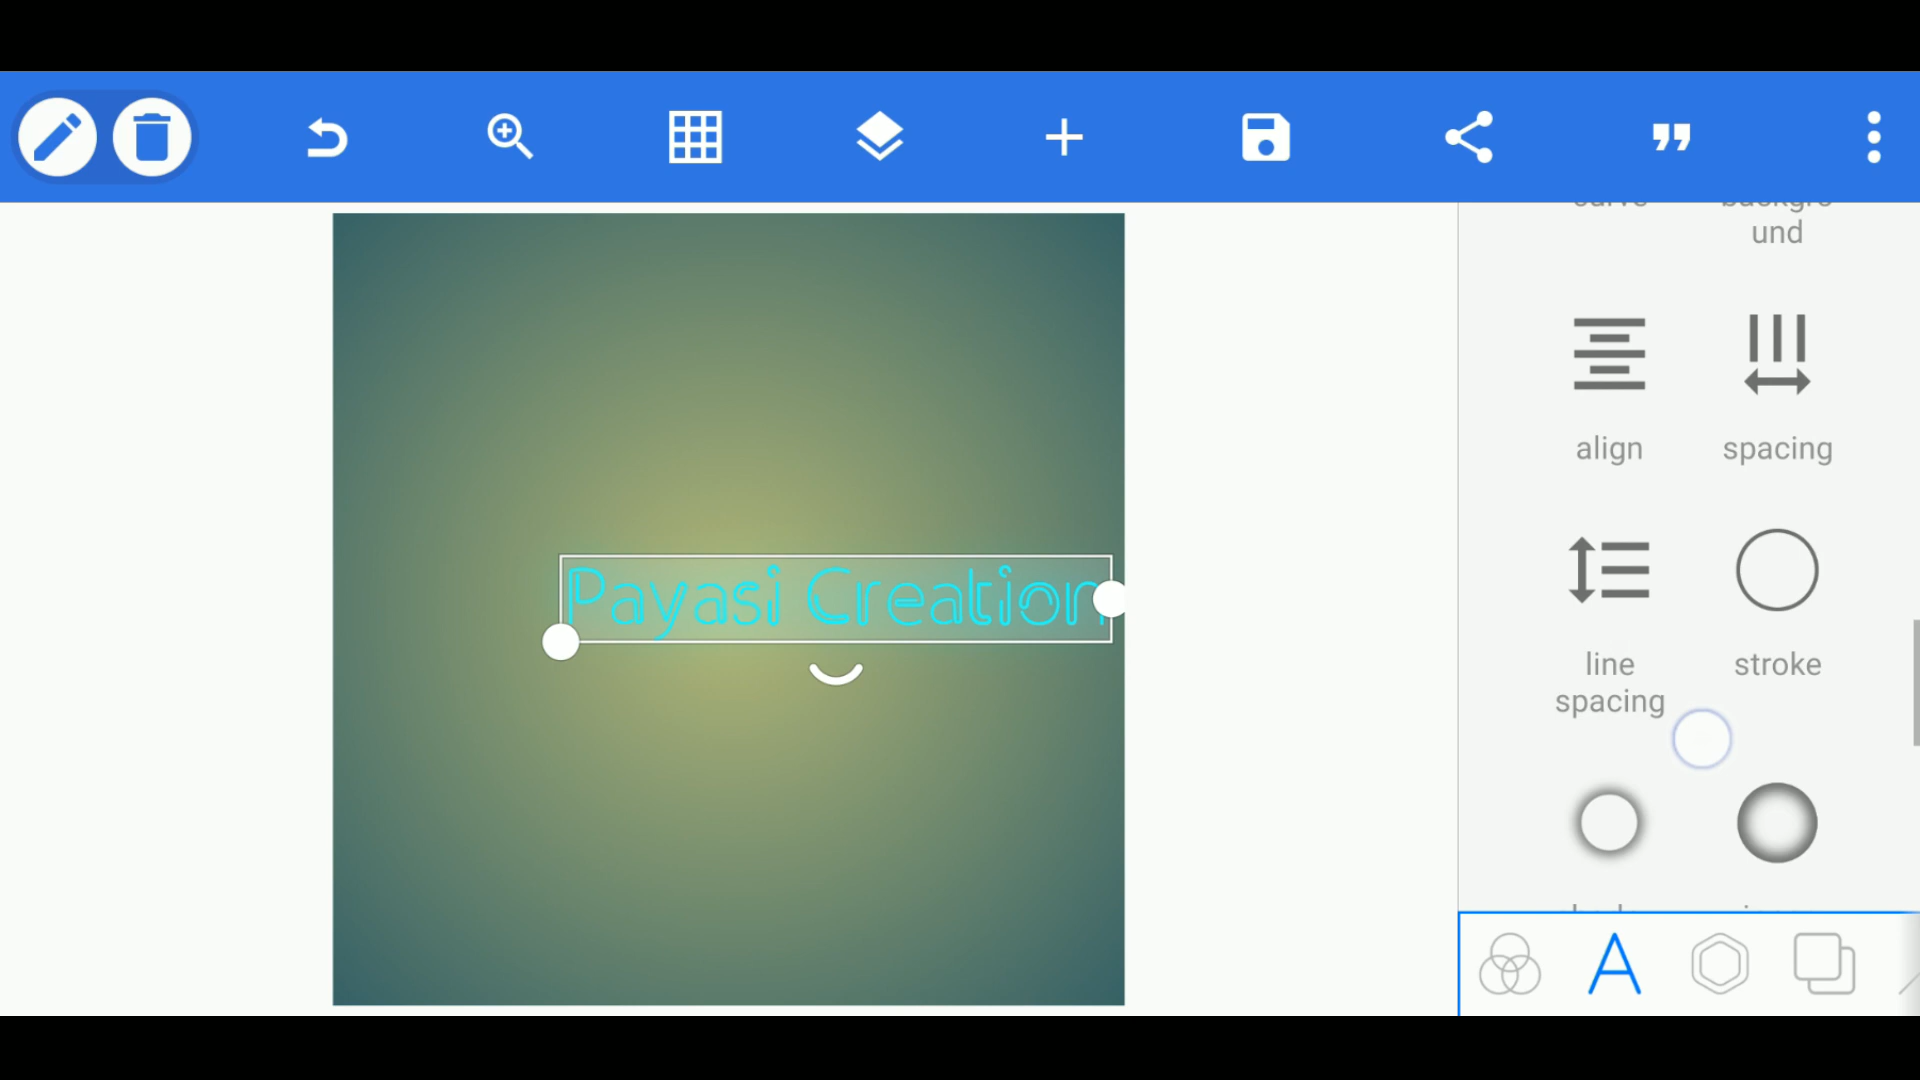 und
align
spacing
Payasi Creation
line
spacing
stroke